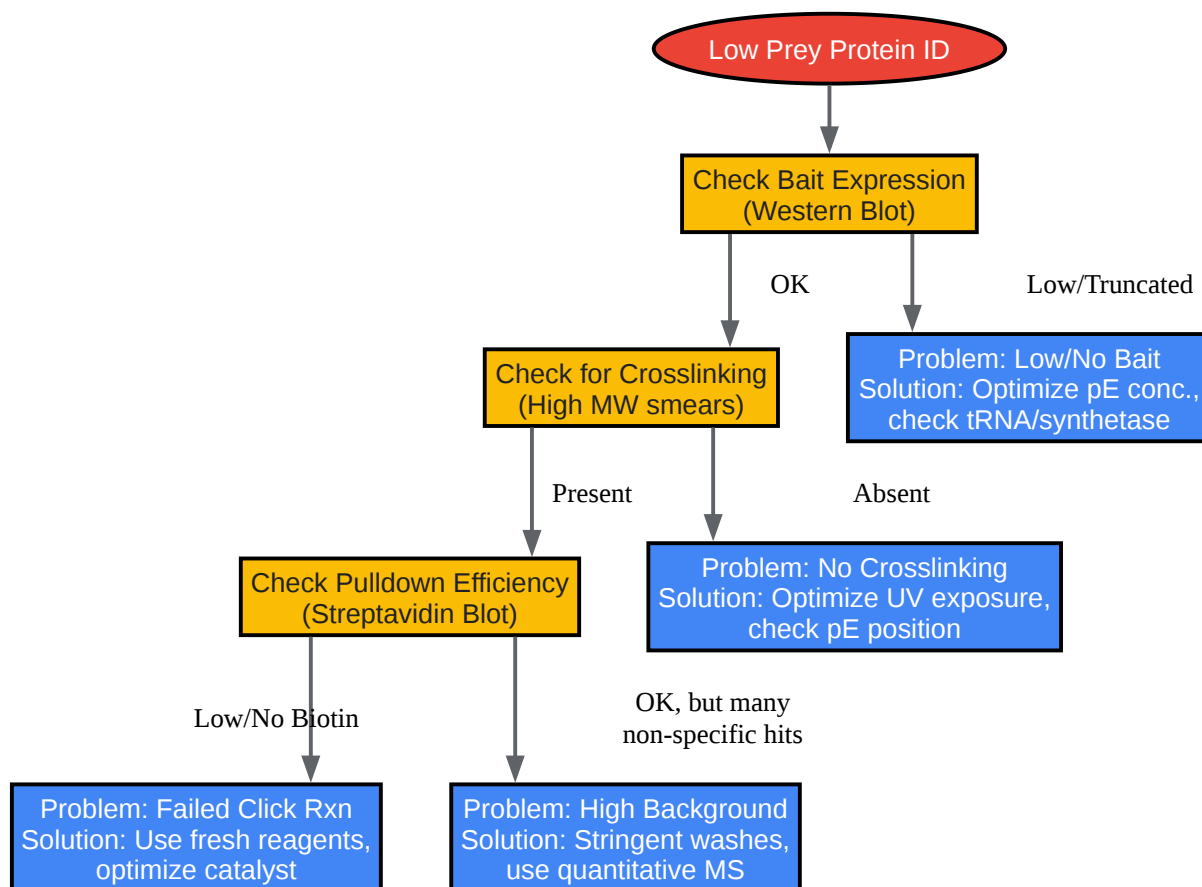 Low Prey Protein ID
Check Bait Expression
(Western Blot)
OK
Low/Truncated
Check for Crosslinking
(High MW smears)
Problem: Low/No Bait
Solution: Optimize pE conc.,
check tRNA/synthetase
Present
Absent
Check Pulldown Efficiency
(Streptavidin Blot)
Problem: No Crosslinking
Solution: Optimize UV exposure,
check pE position
Low/No Biotin
OK, but many
non-specific hits
Problem: Failed Click Rxn
Solution: Use fresh reagents,
optimize catalyst
Problem: High Background
Solution: Stringent washes,
use quantitative MS